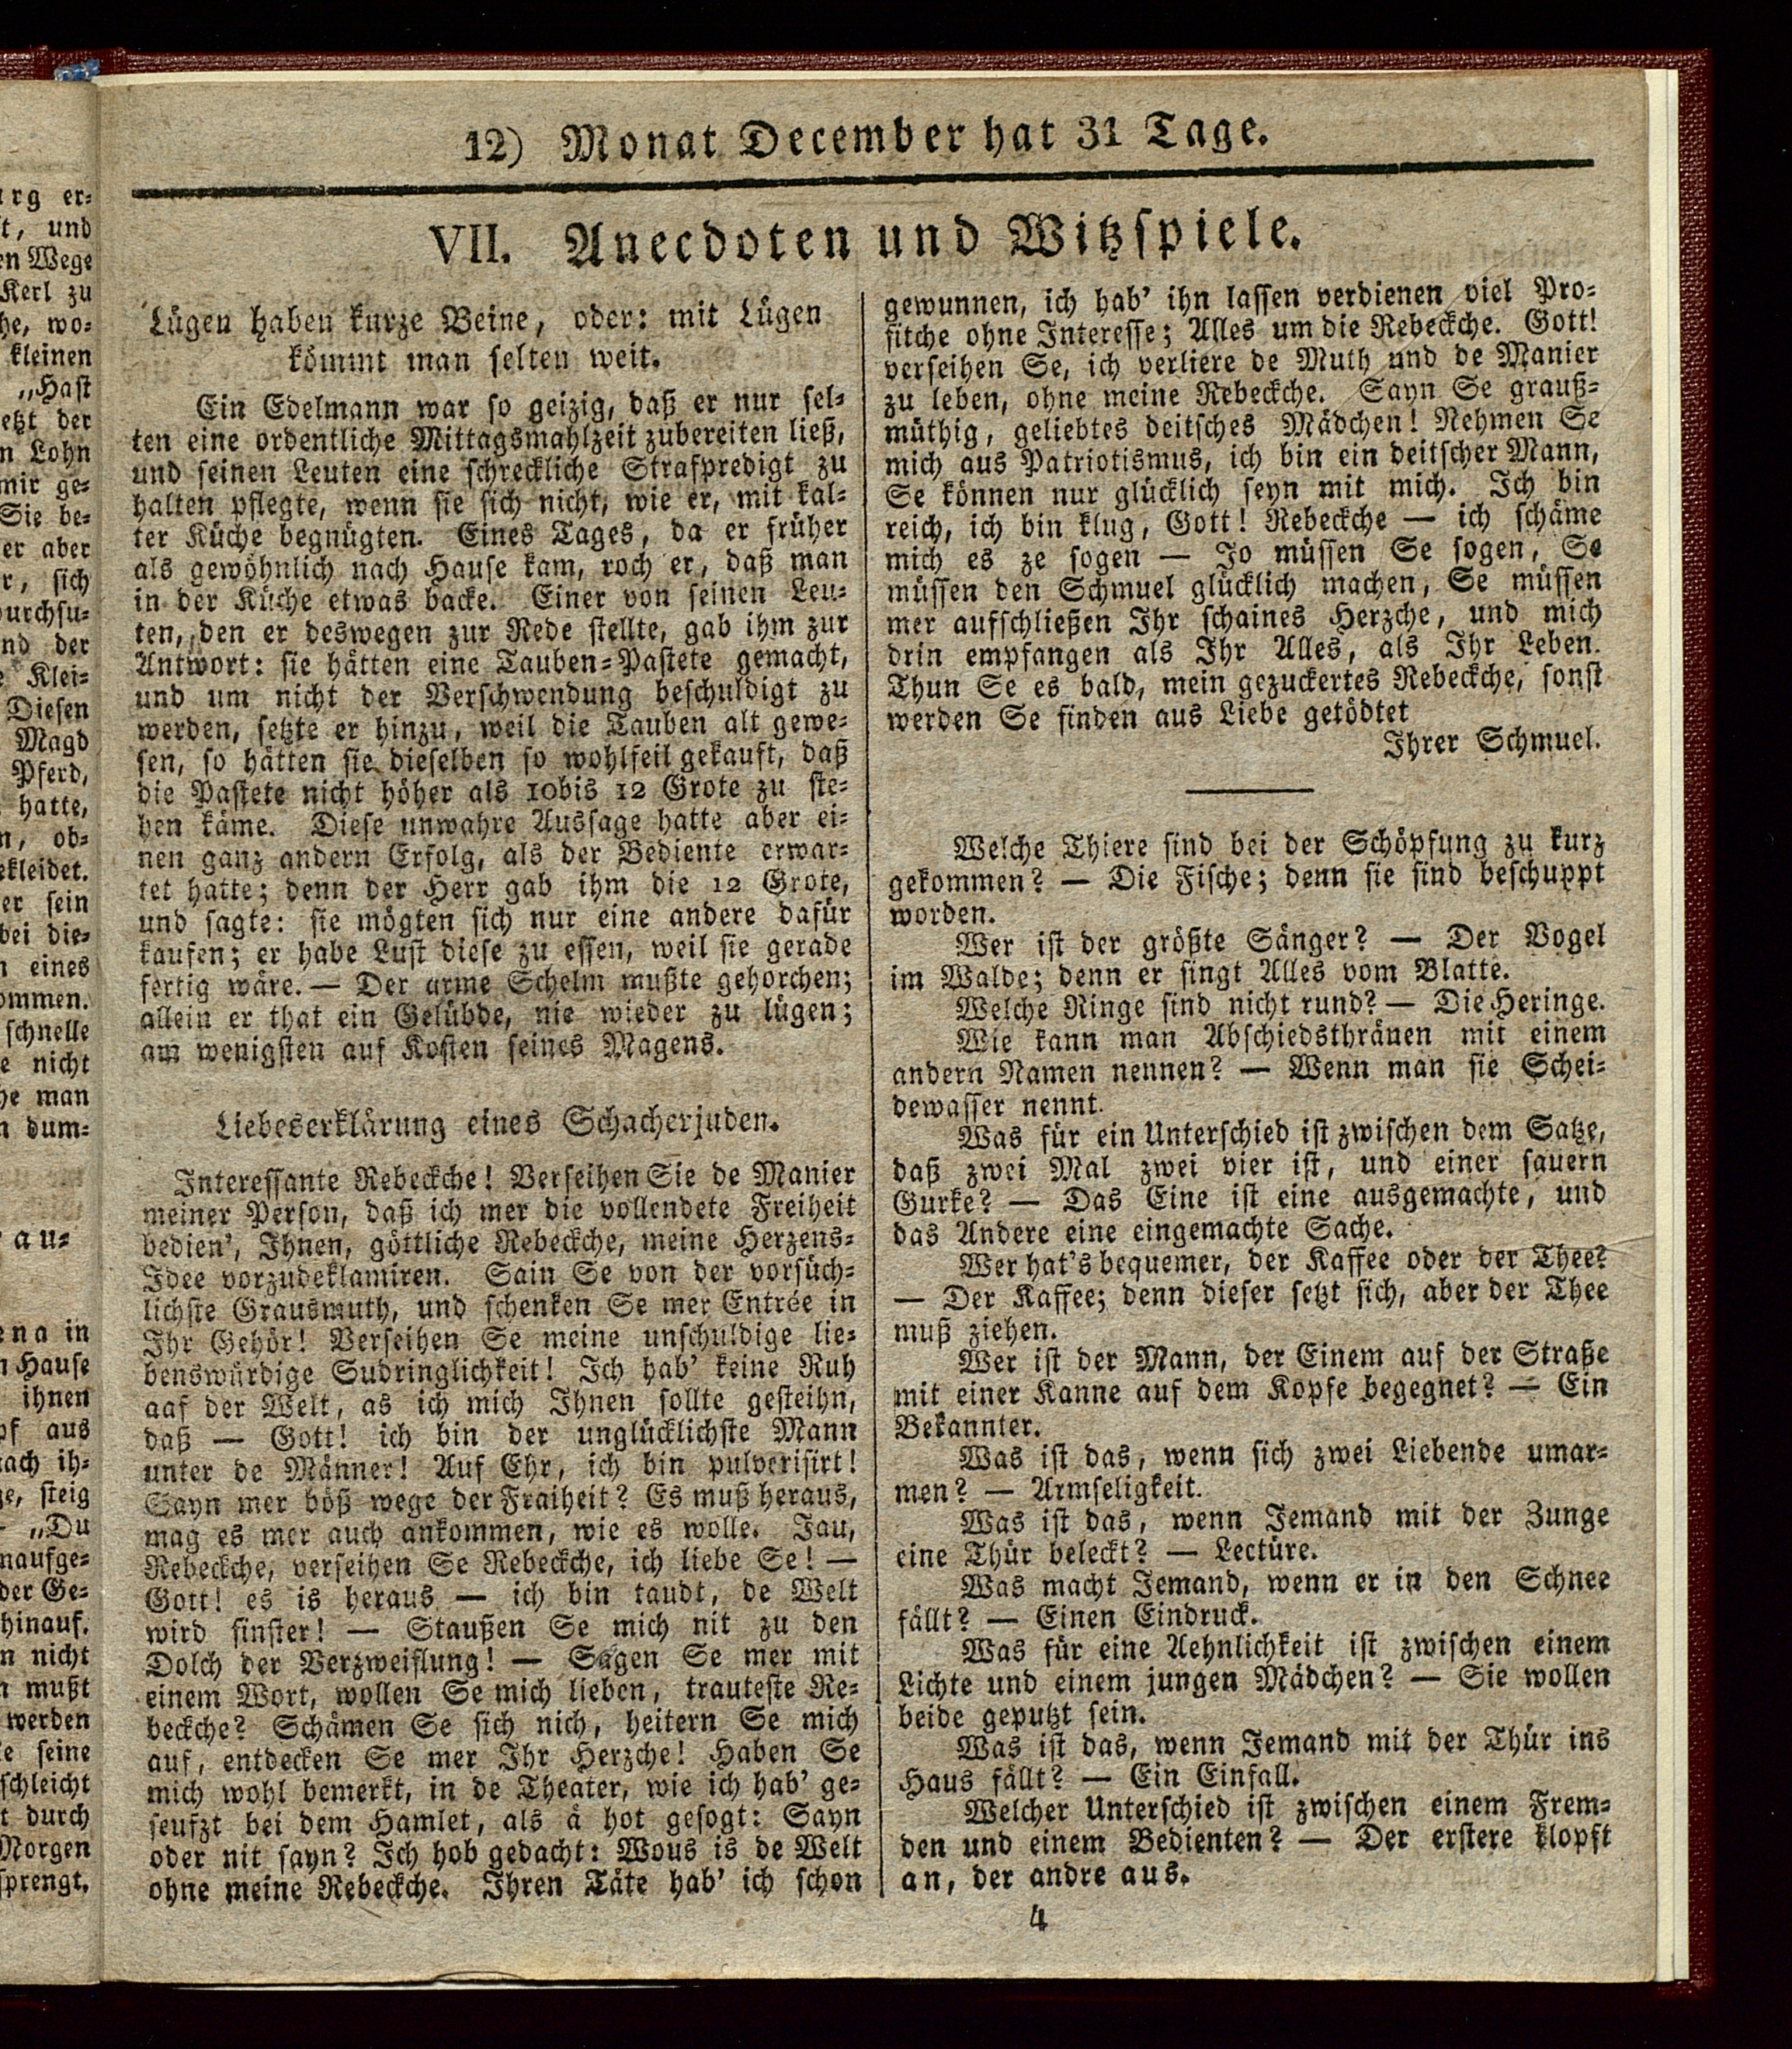 12) Monat December hat 31 Tage.
VII. Anecdoten und Witzspiele.
Lügen haben kurze Beine, oder: mit Lügen
kömmt man selten weit.
Ein Edelmann war so geizig, daß er nur sel-
ten eine ordentliche Mittagsmahlzeit zubereiten ließ,
und seinen Leuten eine schreckliche Strafpredigt zu
halten pflegte, wenn sie sich nicht, wie er, mit kal-
ter Küche begnügten. Eines Tages, da er früher
als gewöhnlich nach Hause kam, roch er, daß man
in der Küche etwas backe. Einer von seinen Leu-
ten, den er deswegen zur Rede stellte, gab ihm zur
Antwort: sie hätten eine Tauben-Pastete gemacht,
und um nicht der Verschwendung beschuldigt zu
werden, setzte er hinzu, weil die Tauben alt gewe-
sen, so hätten sie dieselben so wohlfeil gekauft, daß
die Pastete nicht höher als 10bis 12 Grote zu ste-
hen käme. Diese unwahre Aussage hatte aber ei-
nen ganz andern Erfolg, als der Bediente erwar-
tet hatte; denn der Herr gab ihm die 12 Grote,
und sagte: sie mögten sich nur eine andere dafür
kaufen; er habe Lust diese zu essen, weil sie gerade
fertig wäre. — Der arme Schelm mußte gehorchen;
allein er that ein Gelübde, nie wieder zu lügen;
am wenigsten auf Kosten seines Magens.
Liebeserklärung eines Schacherjuden.
Interessante Rebeckche! Verseihen Sie de Manier
meiner Person, daß ich mer die vollendete Freiheit
bedien', Ihnen, göttliche Rebeckche, meine Herzens-
Idee vorzudeklamiren. Sain Se von der vorsüch-
lichste Grausmuth, und schenken Se mer Entrée in
Ihr Gehör! Verseihen Se meine unschuldige lie-
benswürdige Sudringlichkeit! Ich hab' keine Ruh
aaf der Welt, as ich mich Ihnen sollte gesteihn,
daß — Gott! ich bin der unglücklichste Mann
unter de Männer! Auf Ehr, ich bin pulverisirt!
Sayn mer böß wege der Fraiheit? Es muß heraus,
mag es mer auch ankommen, wie es wolle. Jau,
Rebeckche, verseihen Se Rebeckche, ich liebe Se! —
Gott! es is heraus — ich bin taudt, de Welt
wird finster! — Staußen Se mich nit zu den
Dolch der Verzweiflung! — Sagen Se mer mit
einem Wort, wollen Se mich lieben, trauteste Re-
beckche? Schämen Se sich nich, heitern Se mich
auf, entdecken Se mer Ihr Herzche! Haben Se
mich wohl bemerkt, in de Theater, wie ich hab' ge-
seufzt bei dem Hamlet, als å hot gesogt: Sayn
oder nit sayn? Ich hob gedacht: Wous is de Welt
ohne meine Rebeckche. Ihren Täte hab' ich schon
gewunnen, ich hab' ihn lassen verdienen viel Pro-
fitche ohne Interesse; Alles um die Rebeckche. Gott!
verseihen Se, ich verliere de Muth und de Manier
zu leben, ohne meine Rebeckche. Sayn Se grauß-
müthig, geliebtes deitsches Mädchen! Nehmen Se
mich aus Patriotismus, ich bin ein deitscher Mann,
Se können nur glücklich seyn mit mich. Ich bin
reich, ich bin klug, Gott! Rebeckche — ich schäme
mich es ze sogen — Jo müssen Se sogen, Se
müssen den Schmuel glücklich machen, Se müssen
mer aufschließen Ihr schaines Herzche, und mich
drin empfangen als Ihr Alles, als Ihr Leben.
Thun Se es bald, mein gezuckertes Rebeckche, sonst
werden Se finden aus Liebe getödtet
Ihrer Schmuel.
Welche Thiere sind bei der Schöpfung zu kurz
gekommen? — Die Fische; denn sie sind beschuppt
worden.
Wer ist der größte Sänger? — Der Vogel
im Walde; denn er singt Alles vom Blatte.
Welche Ringe sind nicht rund? — Die Heringe.
Wie kann man Abschiedsthränen mit einem
andern Namen nennen? — Wenn man sie Schei-
dewasser nennt.
Was für ein Unterschied ist zwischen dem Satze,
daß zwei Mal zwei vier ist, und einer sauern
Gurke? — Das Eine ist eine ausgemachte, und
das Andere eine eingemachte Sache.
Wer hat's bequemer, der Kaffee oder der Thee?
— Der Kaffee; denn dieser setzt sich, aber der Thee
muß ziehen.
Wer ist der Mann, der Einem auf der Straße
mit einer Kanne auf dem Kopfe begegnet? — Ein
Bekannter.
Was ist das, wenn sich zwei Liebende umar-
men? — Armseligkeit.
Was ist das, wenn Jemand mit der Zunge
eine Thür beleckt? — Lectüre.
Was macht Jemand, wenn er in den Schnee
fällt? — Einen Eindruck.
Was für eine Aehnlichkeit ist zwischen einem
Lichte und einem jungen Mädchen? — Sie wollen
beide geputzt sein.
Was ist das, wenn Jemand mit der Thür ins
Haus fällt? — Ein Einfall.
Welcher Unterschied ist zwischen einem Frem-
den und einem Bedienten? — Der erstere klopft
an, der andre aus.
4